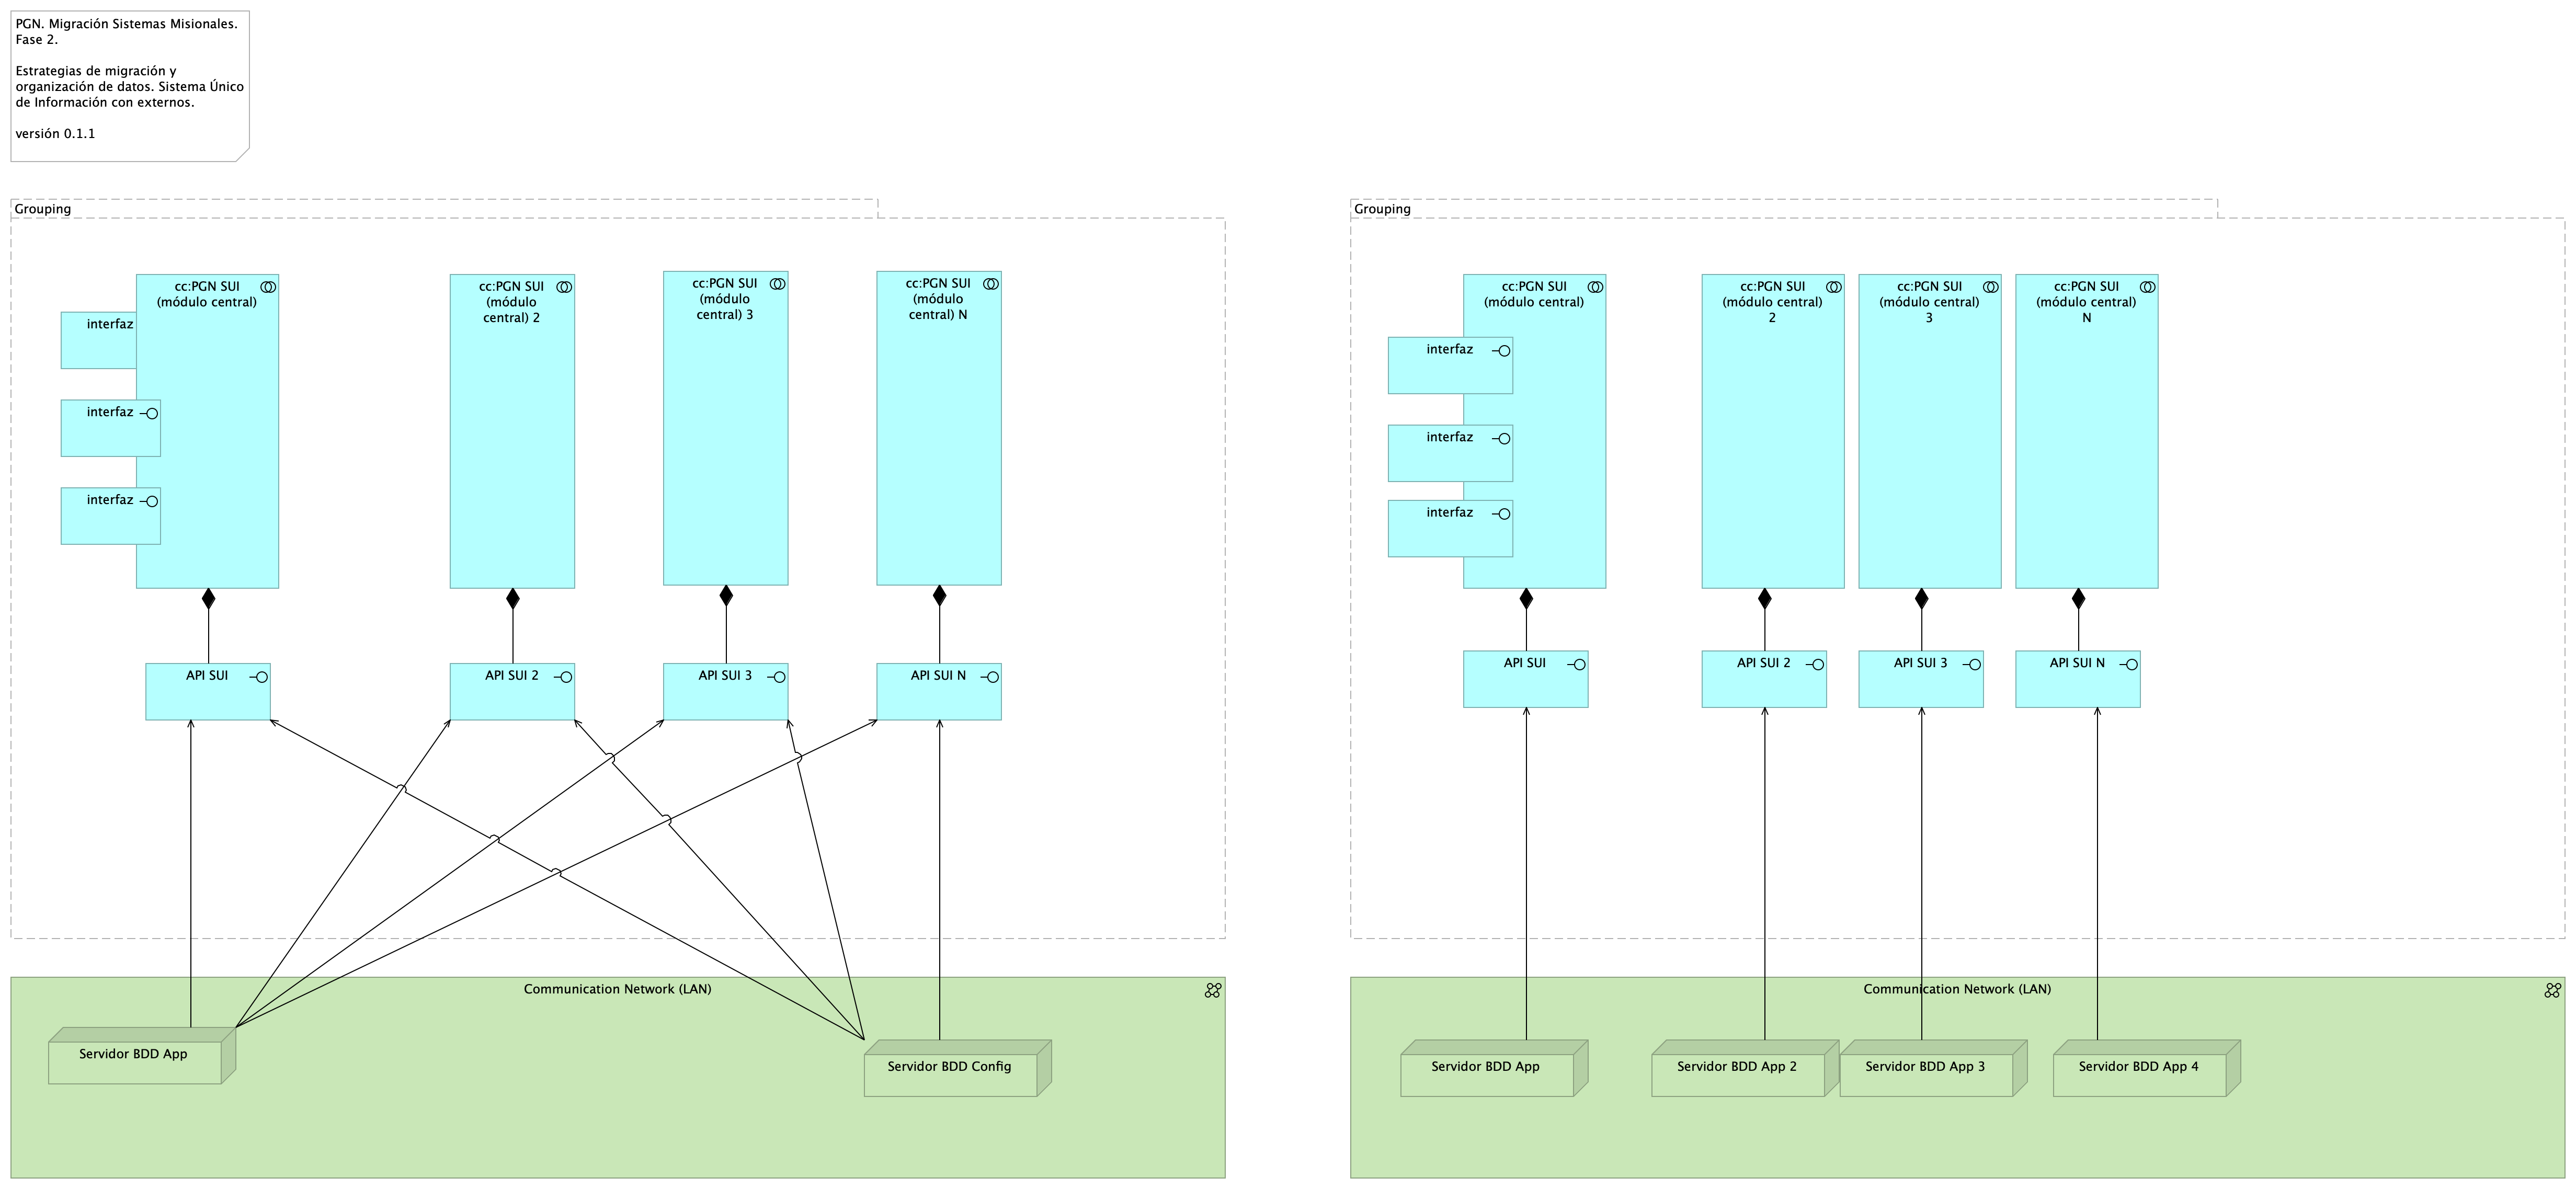 PGN. Migración Sistemas Misionales.
Fase 2.
Estrategias de migración y
organización de datos. Sistema Único
de Información con externos.
versión 0.1.1
Grouping
cc:PGN SUI
(módulo central)
interfaz
interfaz
interfaz
cc:PGN SUI
(módulo
central) 2
cc:PGN SUI
(módulo
central) 3
cc:PGN SUI
(módulo
central) N
API SUI
API SUI 2
API SUI 3
API SUI N
Communication Network (LAN)
Servidor BDD App
Servidor BDD Config
Grouping
cc:PGN SUI
(módulo central)
interfaz
interfaz
interfaz
cc:PGN SUI
(módulo central)
2
cc:PGN SUI
(módulo central)
3
cc:PGN SUI
(módulo central)
N
API SUI
API SUI 2
API SUI 3
API SUI N
Communication Network (LAN)
Servidor BDD App
Servidor BDD App 2
Servidor BDD App 3
Servidor BDD App 4